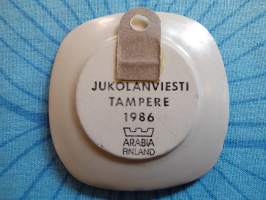 JUKOLANVIESTI
TAMPERE
1986
ARABIA
FINLAND